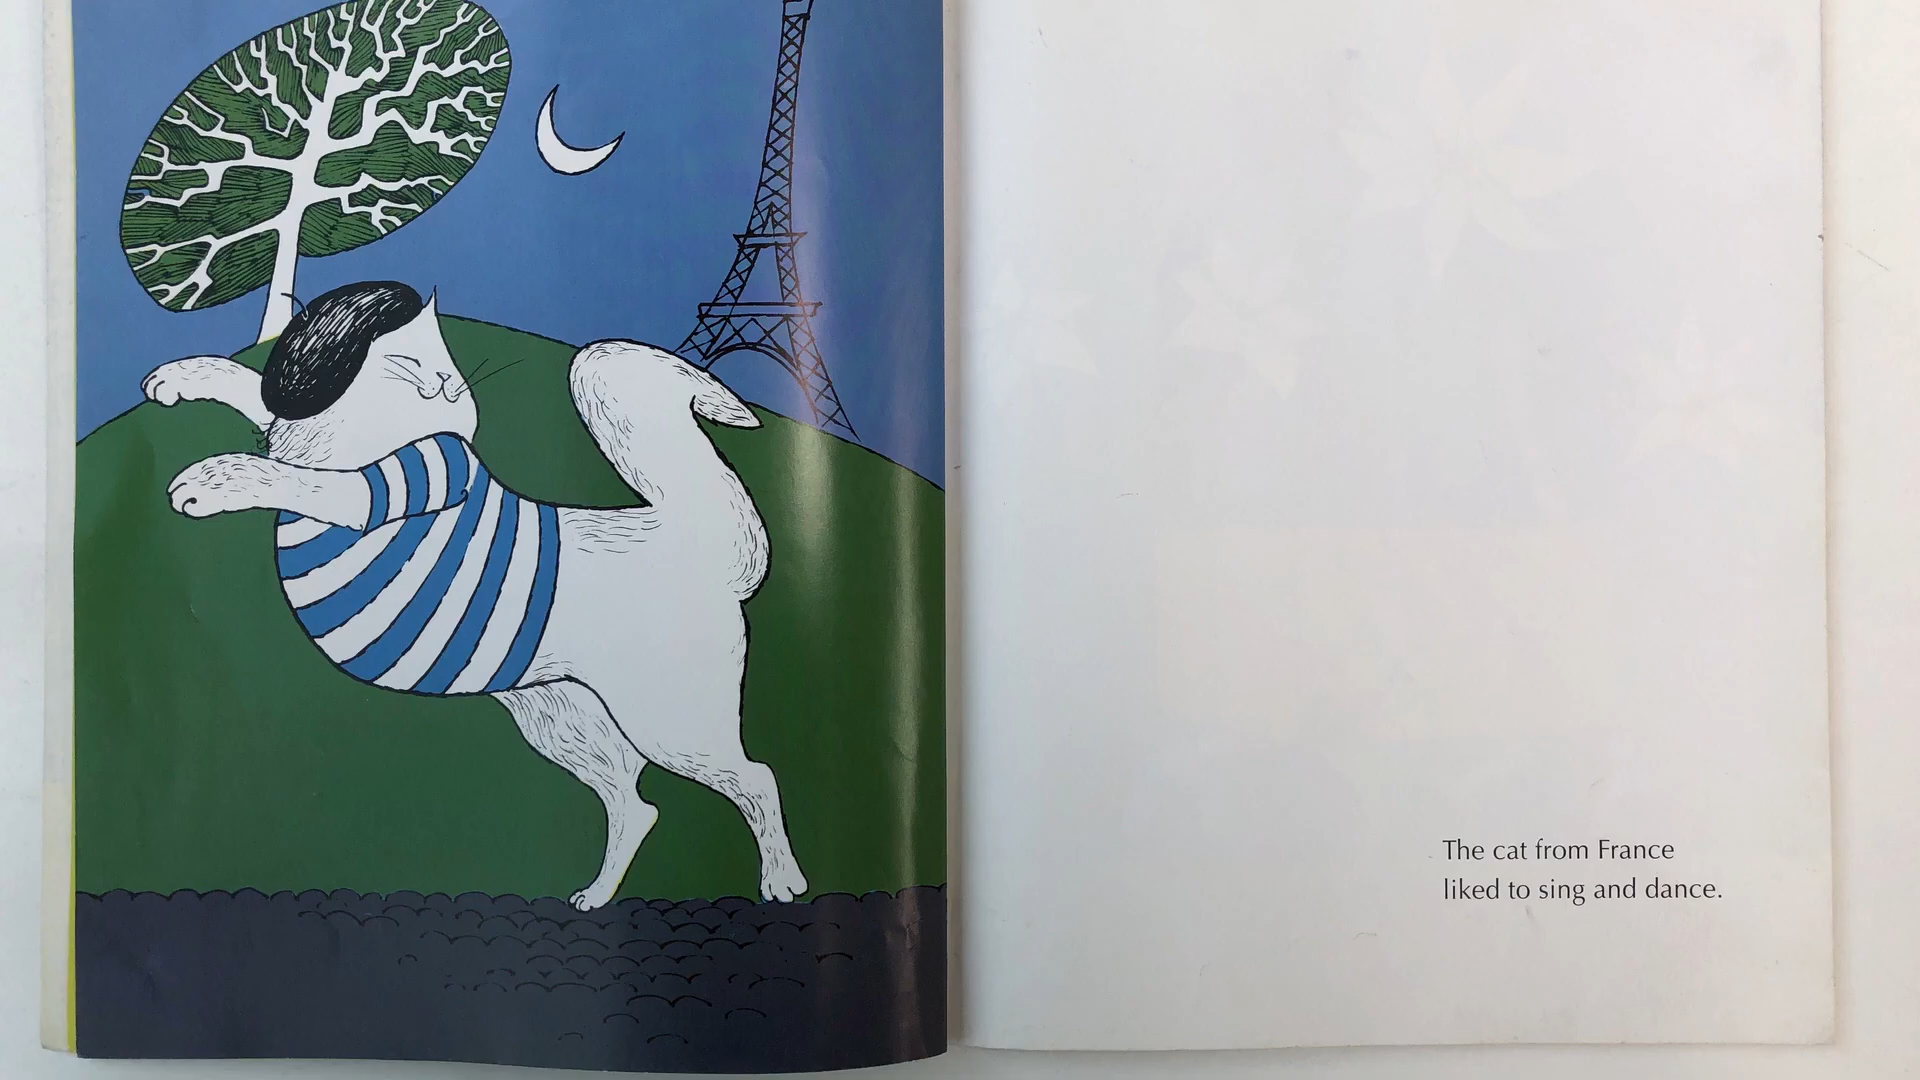 The cat from France
liked to sing and dance.